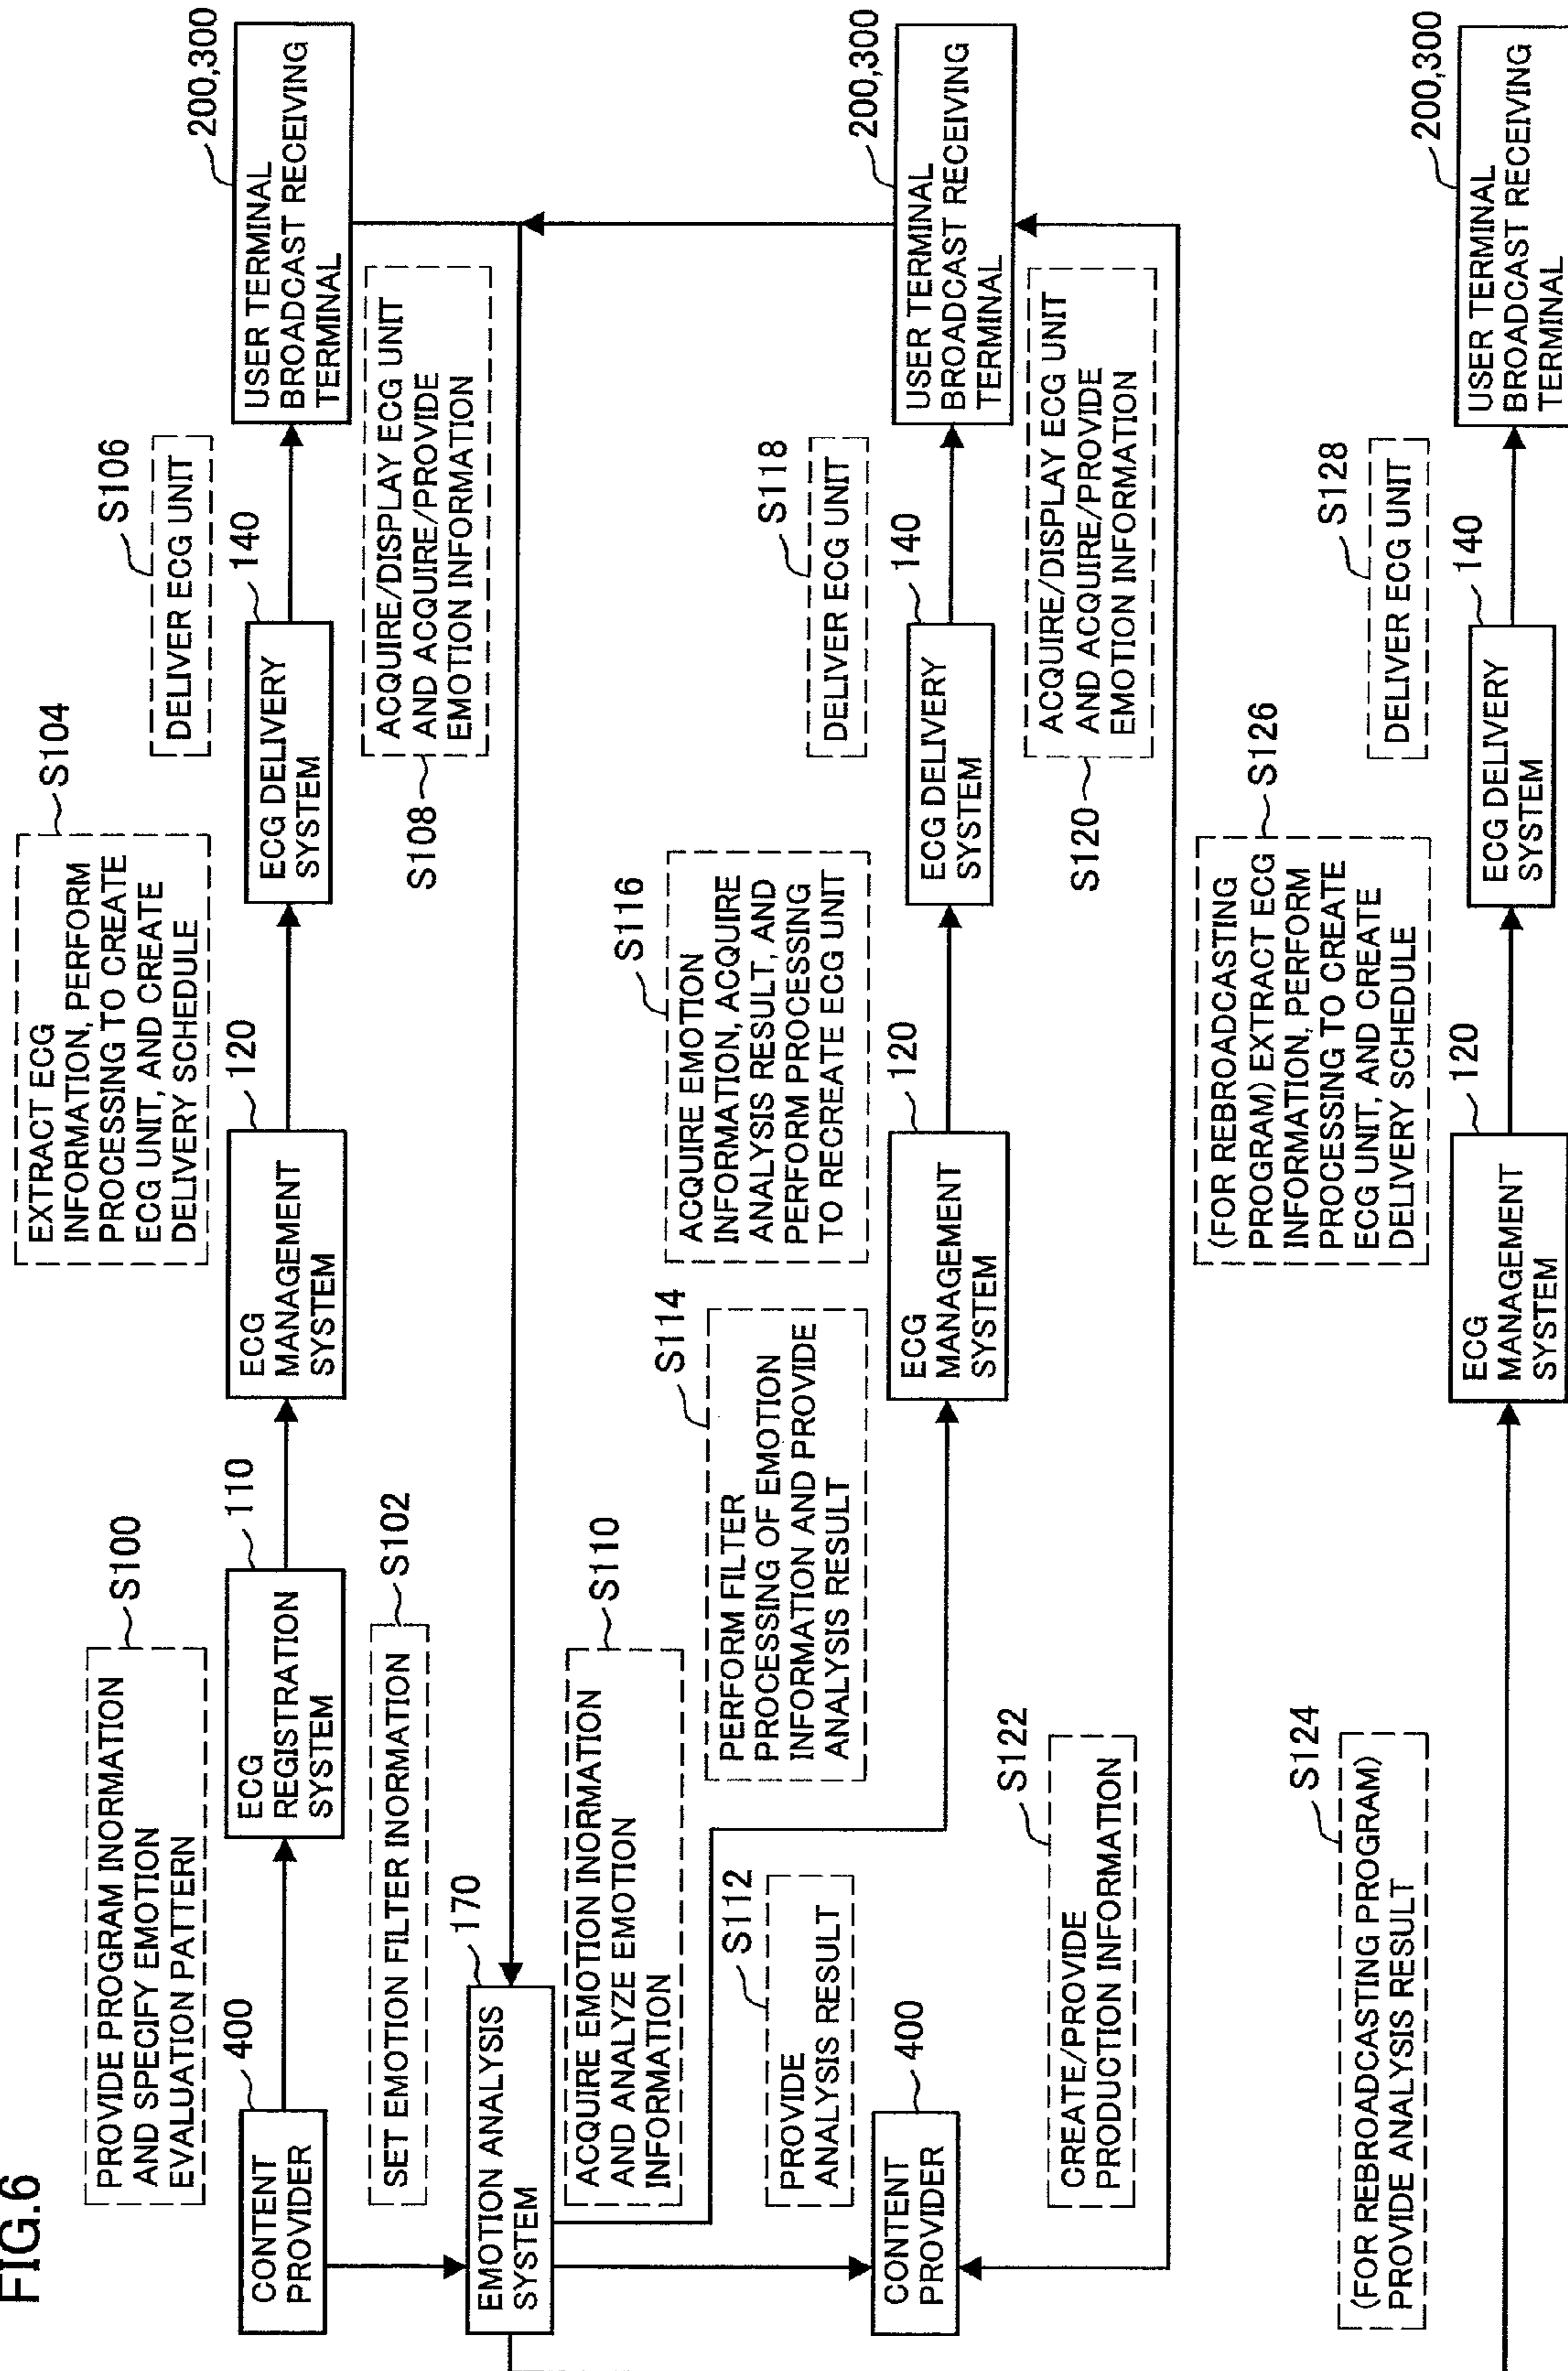 FIG.6
PROVIDE PROGRAM INORMATION
AND SPECIFY EMOTION
EVALUATION PATTERN
S100
400
CONTENT
PROVIDER
110
ECG
REGISTRATION
SYSTEM
EXTRACT ECG
INFORMATION, PERFORM
PROCESSING TO CREATE
ECG UNIT, AND CREATE
DELIVERY SCHEDULE
S104
120
ECG
MANAGEMENT
SYSTEM
S106
DELIVER ECG UNIT
140
ECG DELIVERY
SYSTEM
200,300
USER TERMINAL
BROADCAST RECEIVING
TERMINAL
SET EMOTION FILTER INORMATION
S102
S108
ACQUIRE/DISPLAY ECG UNIT
AND ACQUIRE/PROVIDE
EMOTION INFORMATION
170
EMOTION ANALYSIS
SYSTEM
ACQUIRE EMOTION INORMATION
AND ANALYZE EMOTION
INFORMATION
S110
S112
PROVIDE
ANALYSIS RESULT
S114
PERFORM FILTER
PROCESSING OF EMOTION
INFORMATION AND PROVIDE
ANALYSIS RESULT
S116
ACQUIRE EMOTION
INFORMATION, ACQUIRE
ANALYSIS RESULT, AND
PERFORM PROCESSING
TO RECREATE ECG UNIT
S118
DELIVER ECG UNIT
400
CONTENT
PROVIDER
120
ECG
MANAGEMENT
SYSTEM
140
ECG DELIVERY
SYSTEM
200,300
USER TERMINAL
BROADCAST RECEIVING
TERMINAL
S122
CREATE/PROVIDE
PRODUCTION INFORMATION
S120
ACQUIRE/DISPLAY ECG UNIT
AND ACQUIRE/PROVIDE
EMOTION INFORMATION
S124
(FOR REBROADCASTING PROGRAM)
PROVIDE ANALYSIS RESULT
(FOR REBROADCASTING
PROGRAM) EXTRACT ECG
INFORMATION, PERFORM
PROCESSING TO CREATE
ECG UNIT, AND CREATE
DELIVERY SCHEDULE
S126
S128
DELIVER ECG UNIT
120
ECG
MANAGEMENT
SYSTEM
140
ECG DELIVERY
SYSTEM
200,300
USER TERMINAL
BROADCAST RECEIVING
TERMINAL